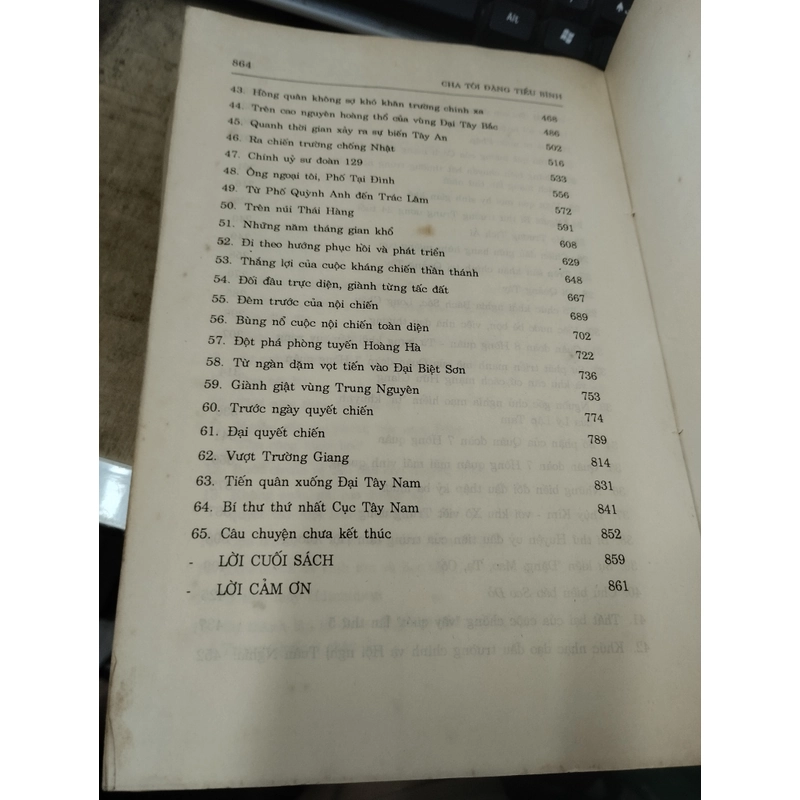 864
CHA TÔI ĐẶNG TIỂU BÌNH
43. Hồng quân không sợ khó khăn trường chinh xa 468
44. Trên cao nguyên hoàng thổ của vùng Đại Tây Bắc 486
45. Quanh thời gian xảy ra sự biến Tây An 502
46. Ra chiến trường chống Nhật 516
47. Chính uỷ sư đoàn 129 533
48. Ông ngoại tôi, Phố Tại Đình 556
49. Từ Phố Quỳnh Anh đến Trác Lâm 572
50. Trên núi Thái Hàng 591
51. Những năm tháng gian khổ 608
52. Đi theo hướng phục hồi và phát triển 629
53. Thắng lợi của cuộc kháng chiến thần thánh 648
54. Đối đầu trực diện, giành từng tấc đất 667
55. Đêm trước của nội chiến 689
56. Bùng nổ cuộc nội chiến toàn diện 702
57. Đột phá phòng tuyến Hoàng Hà 722
58. Từ ngàn dặm vọt tiến vào Đại Biệt Sơn 736
59. Giành giật vùng Trung Nguyên 753
60. Trước ngày quyết chiến 774
61. Đại quyết chiến 789
62. Vượt Trường Giang 814
63. Tiến quân xuống Đại Tây Nam 831
64. Bí thư thứ nhất Cục Tây Nam 841
65. Câu chuyện chưa kết thúc 852
- LỜI CUỐI SÁCH 859
- LỜI CẢM ƠN 861
Alt